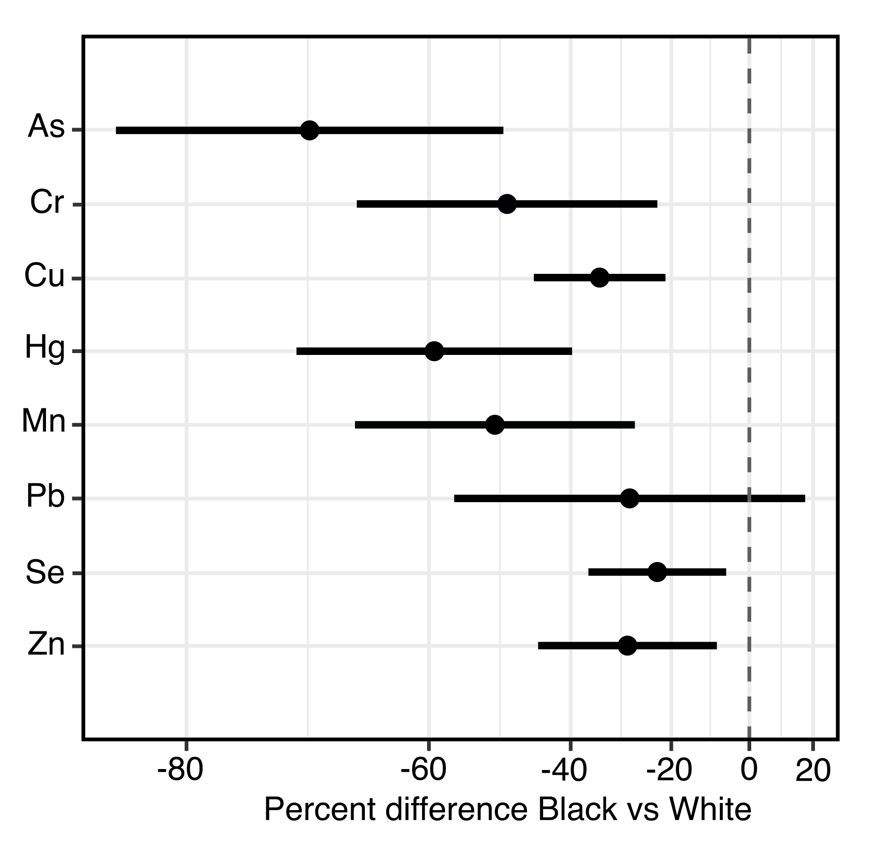 As
Cr
Cu
Hg
Mn
Pb
Se
Zn
-80 -60 -40 -20 0 20
Percent difference Black vs White